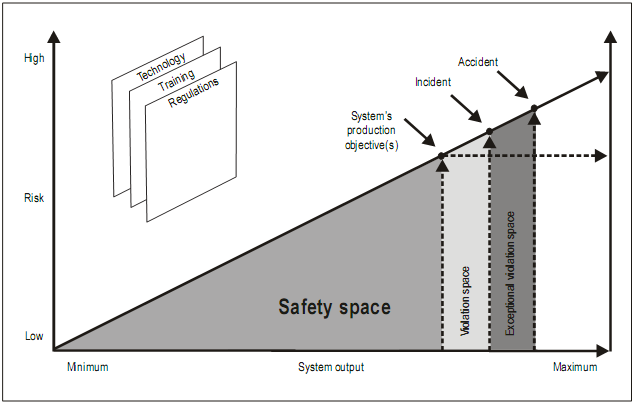 High
Technology
Training
Regulations
Accident
Incident
System's
production
objective(s)
Risk
Safety space
Violation space
Exceptional violation space
Low
Minimum
System output
Maximum